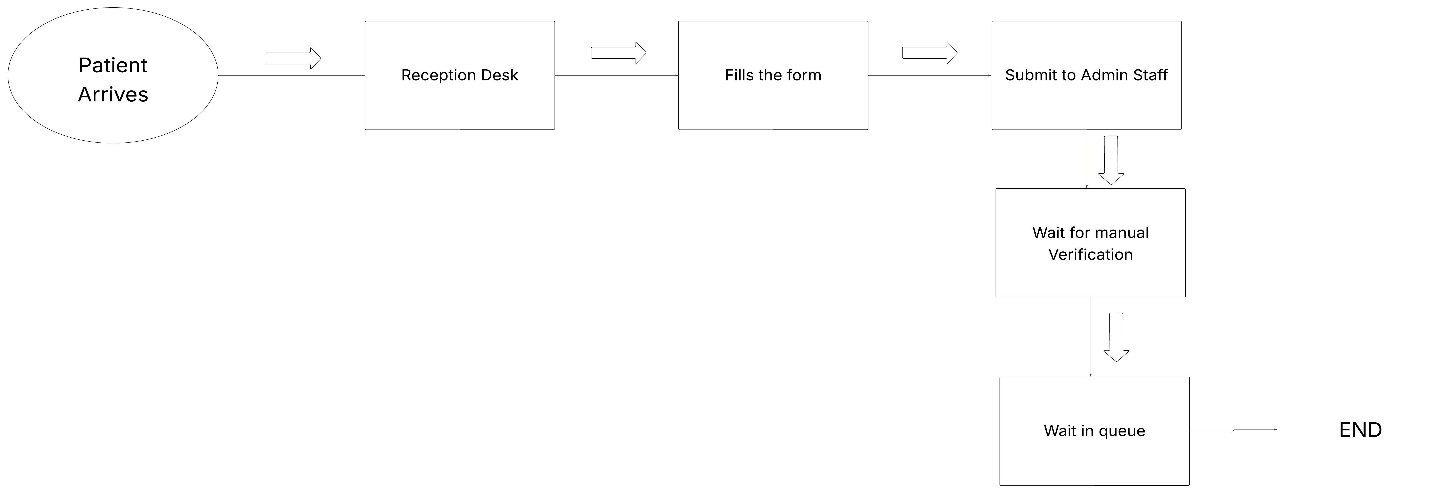 Patient
Arrives
Reception Desk
Fills the form
Submit to Admin Staff
Wait for manual
Verification
Wait in queue
END